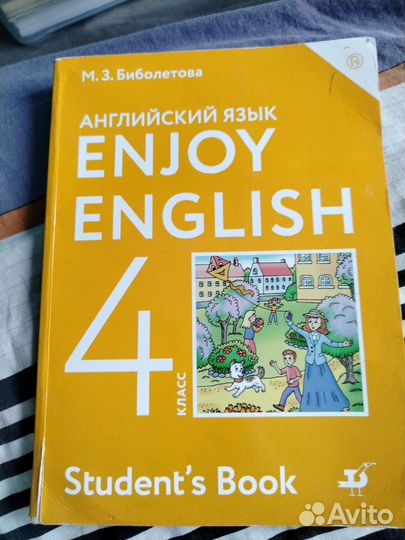 М. З. Биболетова
®
АНГЛИЙСКИЙ ЯЗЫК
ENJOY
ENGLISH
4
КЛАСС
Student's Book
Avito